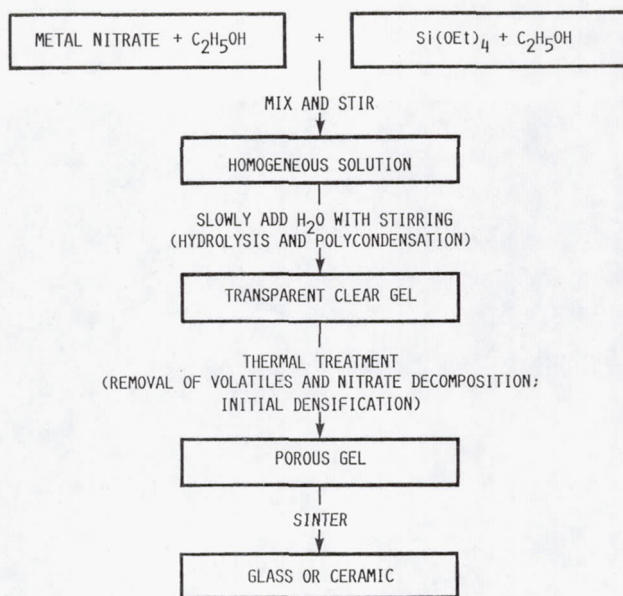 METAL NITRATE + C₂H₅OH + Si(OEt)₄ + C₂H₅OH
MIX AND STIR
HOMOGENEOUS SOLUTION
SLOWLY ADD H₂O WITH STIRRING
(HYDROLYSIS AND POLYCONDENSATION)
TRANSPARENT CLEAR GEL
THERMAL TREATMENT
(REMOVAL OF VOLATILES AND NITRATE DECOMPOSITION;
INITIAL DENSIFICATION)
POROUS GEL
SINTER
GLASS OR CERAMIC